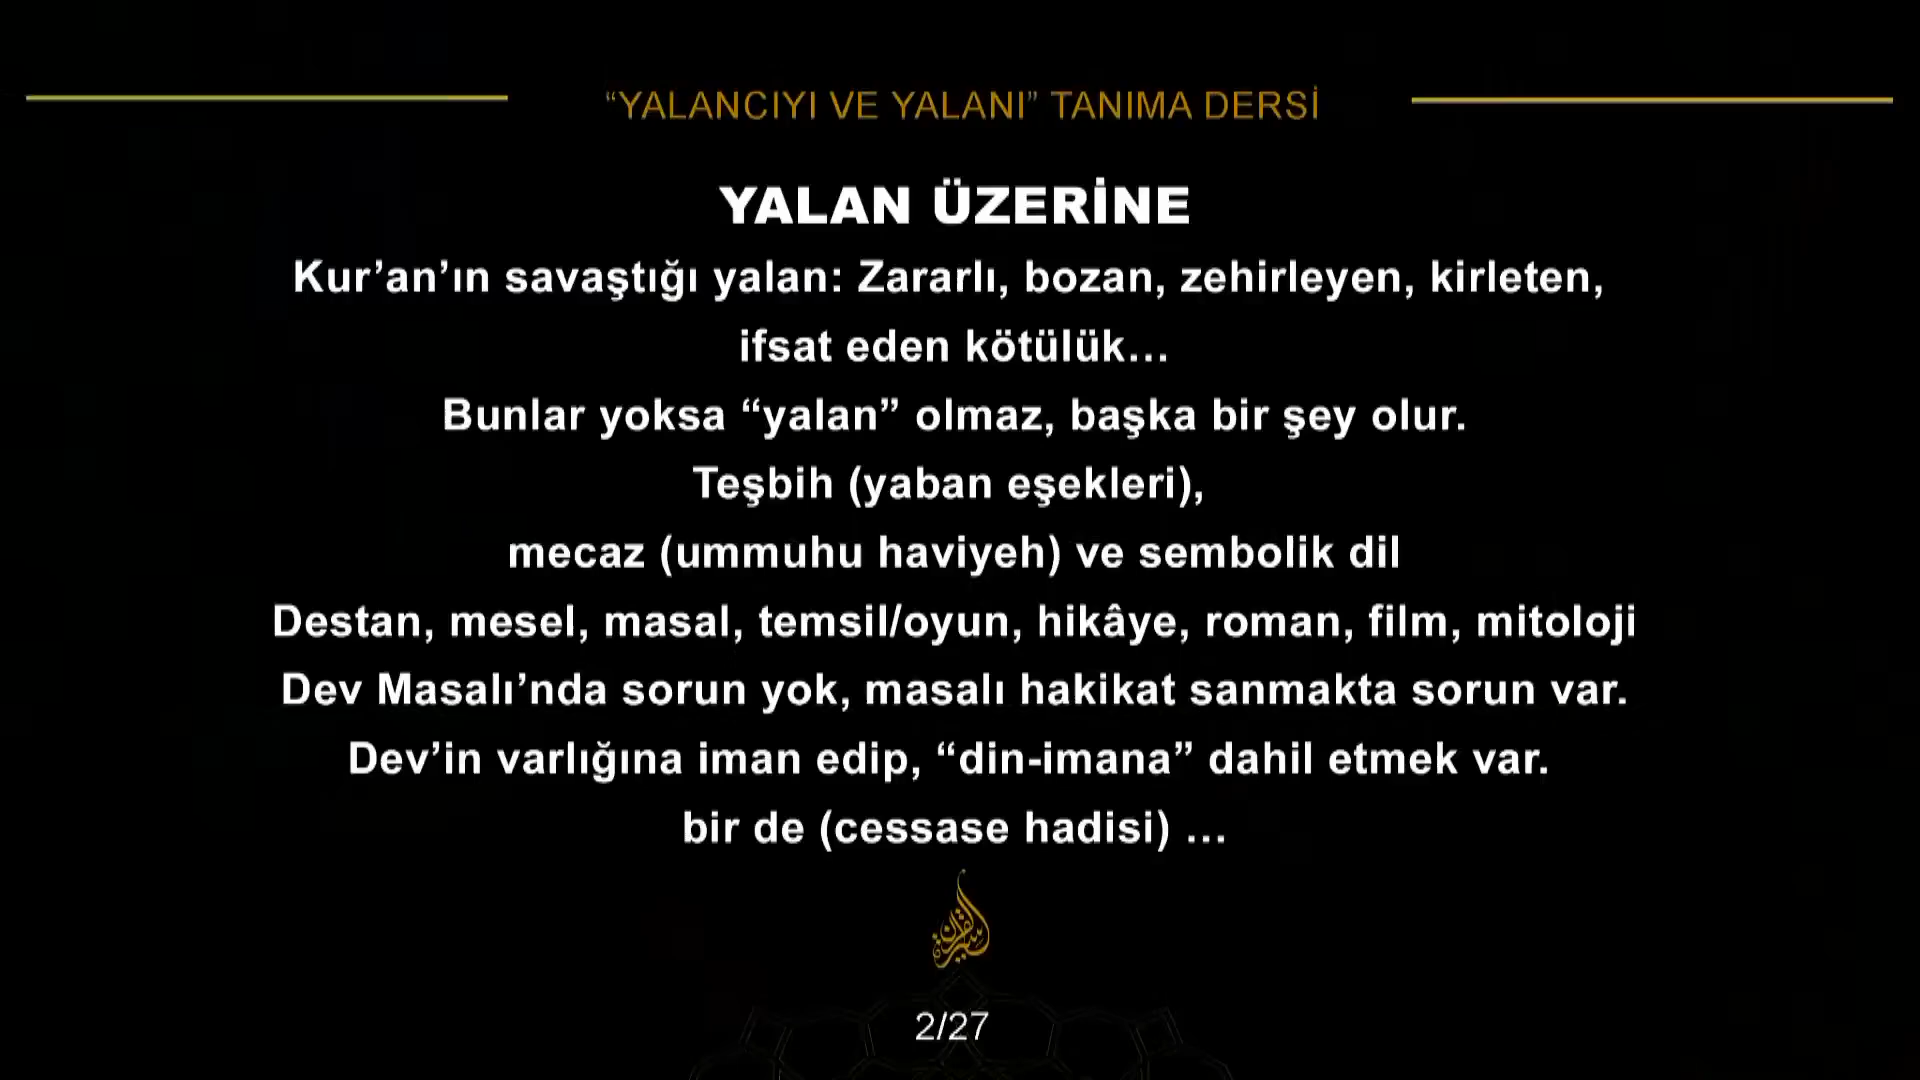 “YALANCIYI VE YALANI” TANIMA DERSİ
YALAN ÜZERİNE
Kur’an’ın savaştığı yalan: Zararlı, bozan, zehirleyen, kirleten,
ifsat eden kötülük…
Bunlar yoksa “yalan” olmaz, başka bir şey olur.
Teşbih (yaban eşekleri),
mecaz (ummuhu haviyeh) ve sembolik dil
Destan, mesel, masal, temsil/oyun, hikâye, roman, film, mitoloji
Dev Masalı’nda sorun yok, masalı hakikat sanmakta sorun var.
Dev’in varlığına iman edip, “din-imana” dahil etmek var.
bir de (cessase hadisi) …
2/27